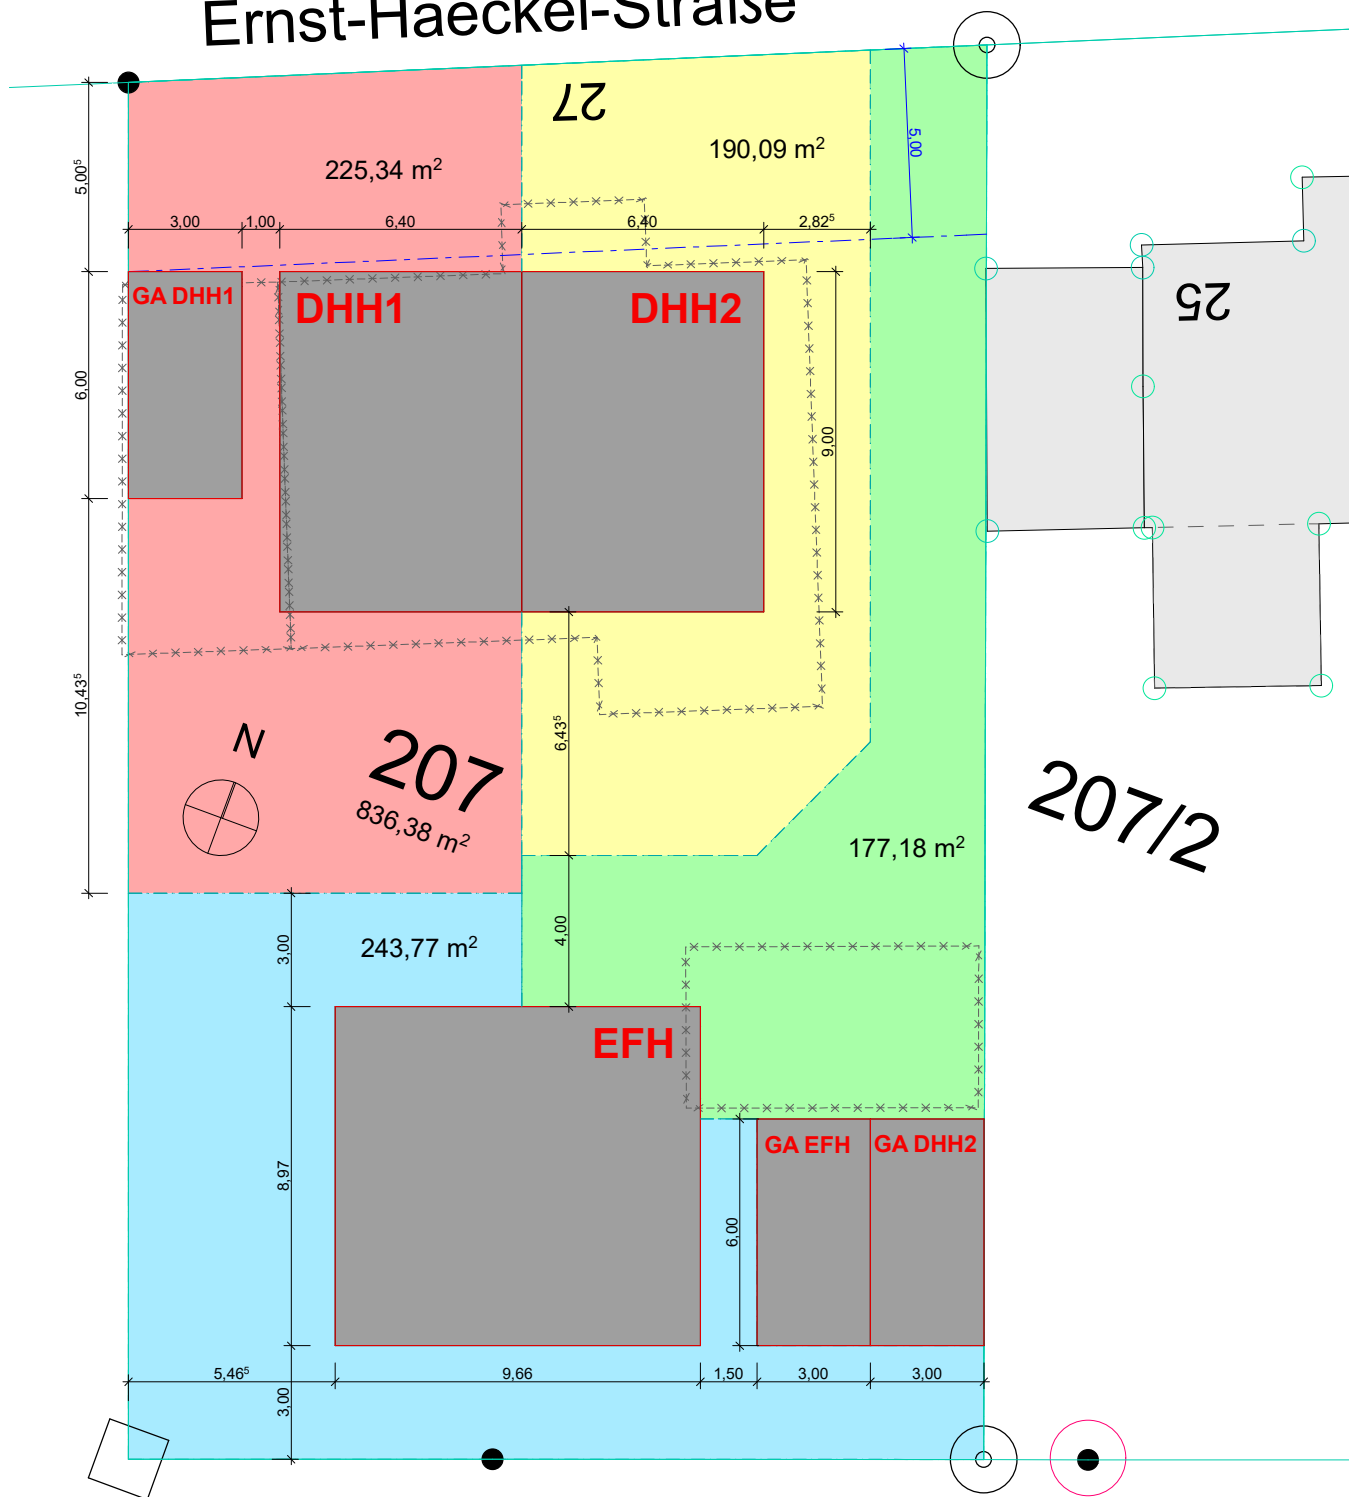 Ernst-Haeckel-Straße
27
225,34 m²
190,09 m²
5,00
5,00⁵
3,00
1,00
6,40
6,40
2,82⁵
GA DHH1
DHH1
DHH2
25
6,00
9,00
10,43⁵
6,43⁵
N
207
836,38 m²
207/2
177,18 m²
243,77 m²
3,00
4,00
EFH
GA EFH
GA DHH2
8,97
6,00
5,46⁵
9,66
1,50
3,00
3,00
3,00